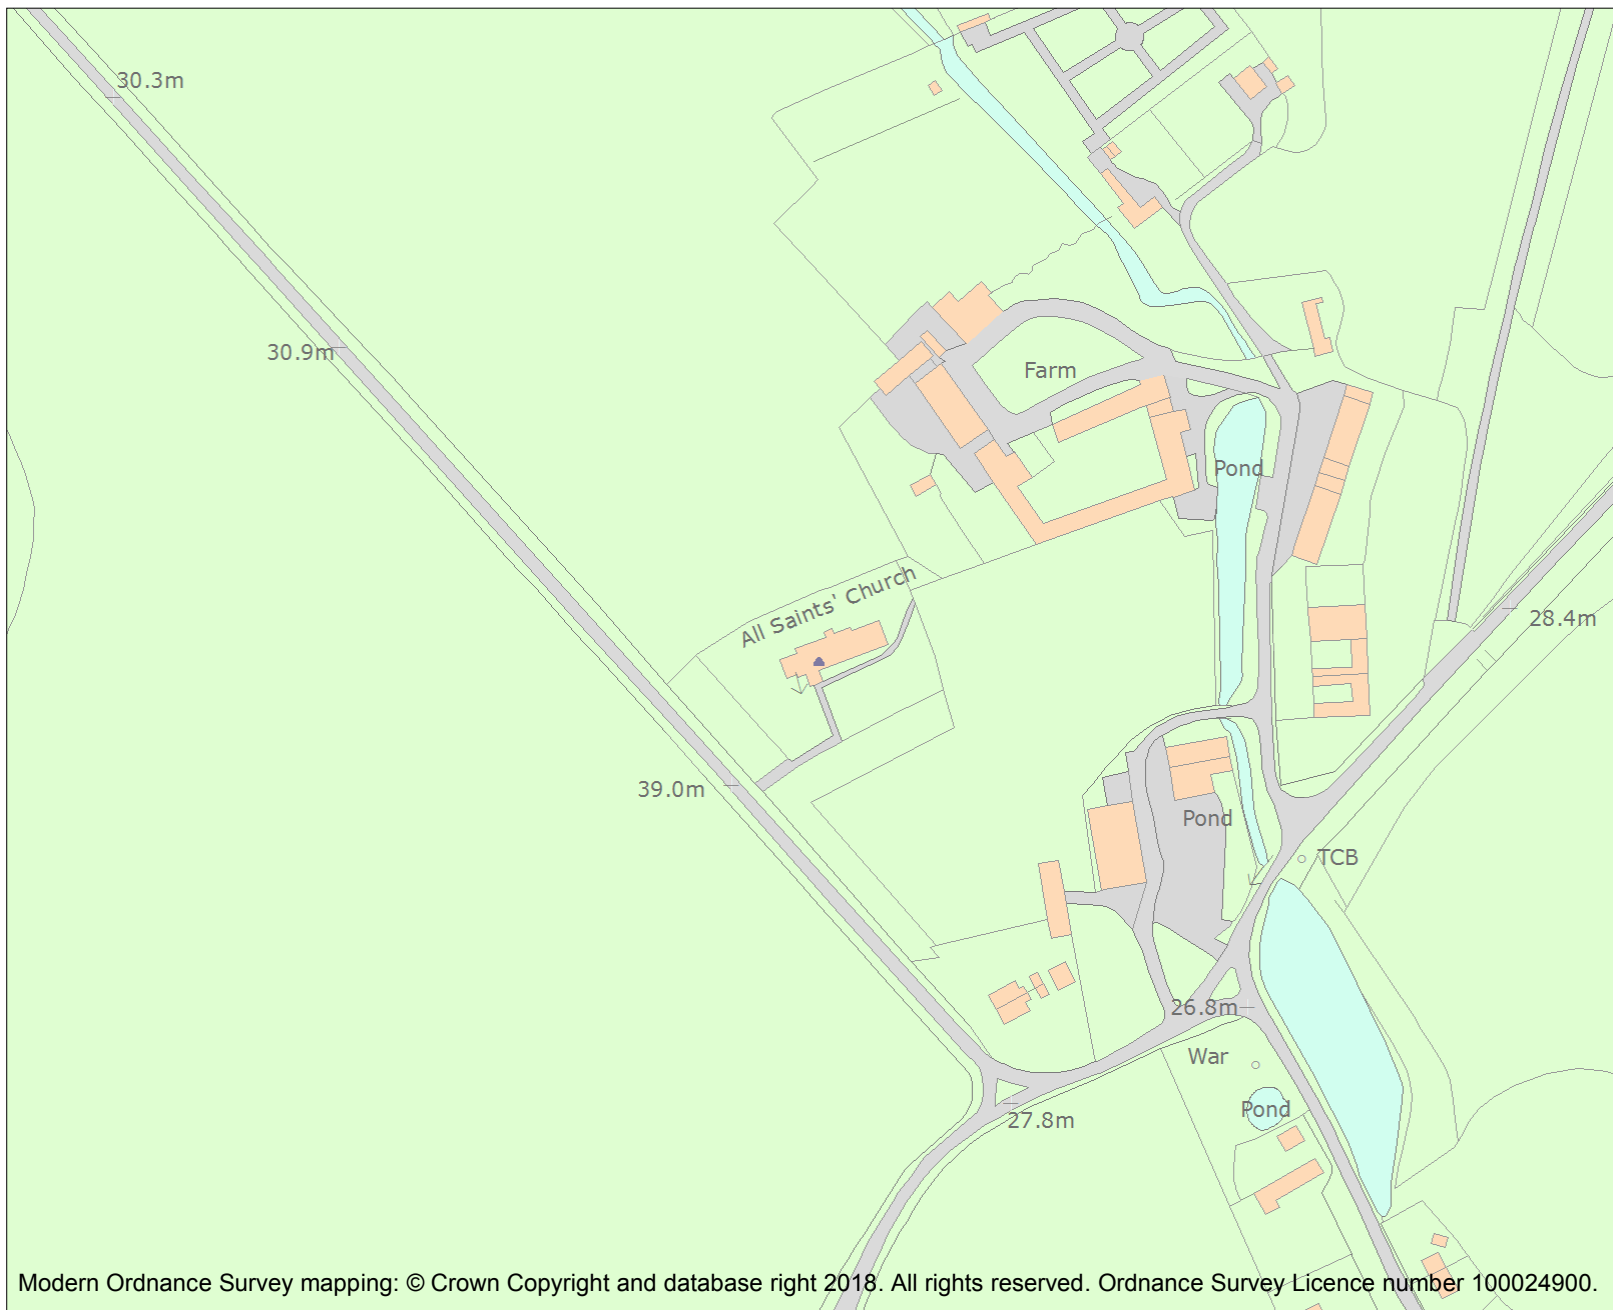 30.3m
30.9m
Farm
Pond
All Saints' Church
28.4m
39.0m
Pond
TCB
26.8m
War
Pond
27.8m
Modern Ordnance Survey mapping: © Crown Copyright and database right 2018. All rights reserved. Ordnance Survey Licence number 100024900.